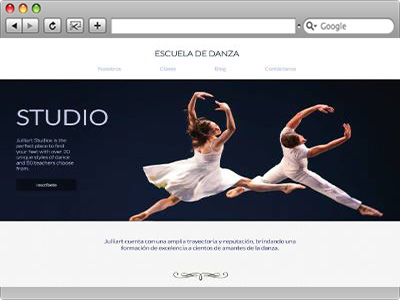 Google
ESCUELA DE DANZA
Nosotros Clases Blog Contáctanos
STUDIO
Julliart Studios is the
perfect place to find
your feet with over 20
unique styles of dance
and 80 teachers choose
from.
Inscríbete
Julliart cuenta con una amplia trayectoria y reputación, brindando una
formación de excelencia a cientos de amantes de la danza.